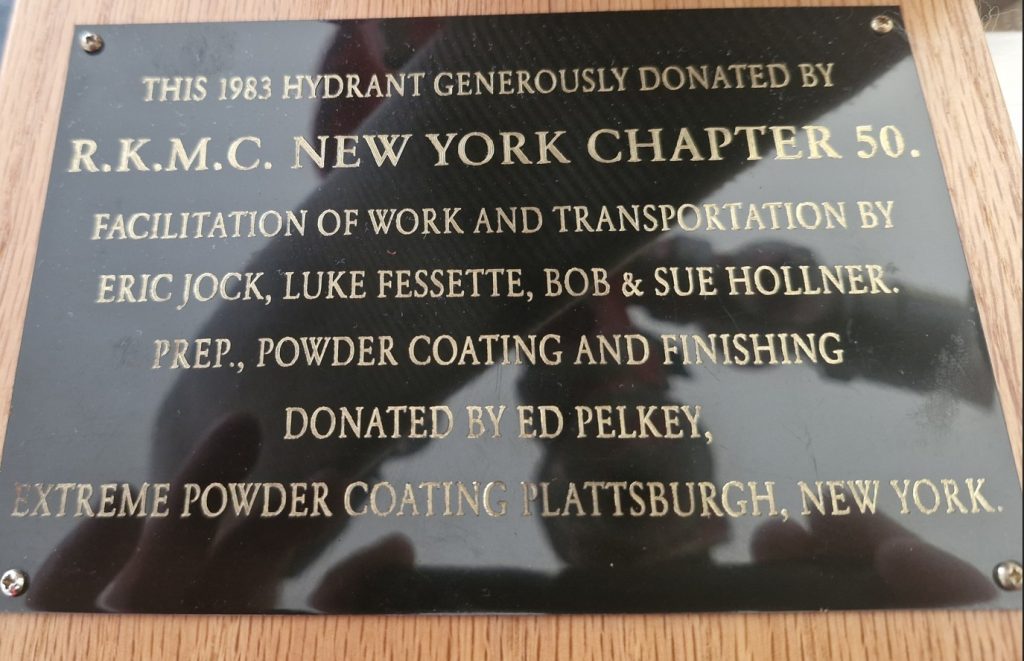 THIS 1983 HYDRANT GENEROUSLY DONATED BY
R.K.M.C. NEW YORK CHAPTER 50.
FACILITATION OF WORK AND TRANSPORTATION BY
ERIC JOCK, LUKE FESSETTE, BOB & SUE HOLLNER.
PREP., POWDER COATING AND FINISHING
DONATED BY ED PELKEY,
EXTREME POWDER COATING PLATTSBURGH, NEW YORK.